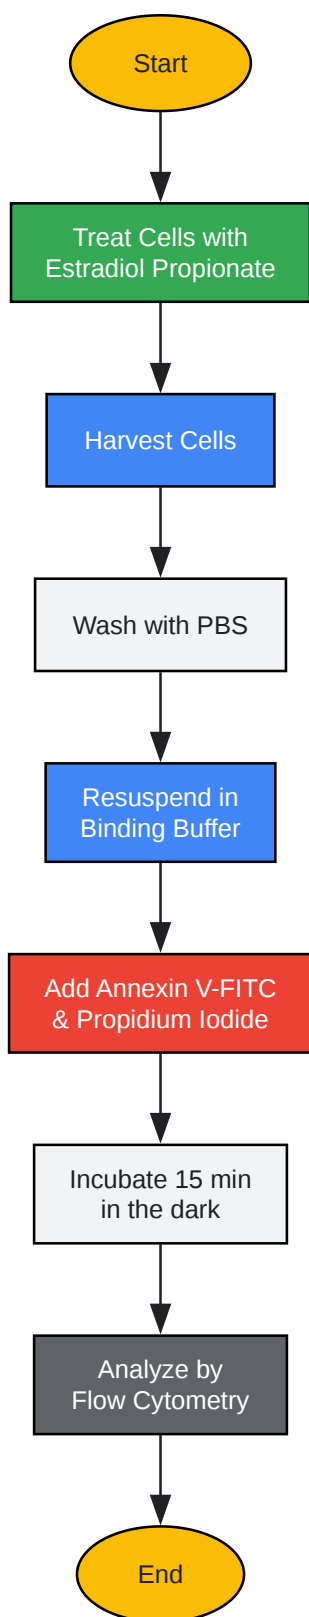 Start
Treat Cells with
Estradiol Propionate
Harvest Cells
Wash with PBS
Resuspend in
Binding Buffer
Add Annexin V-FITC
& Propidium Iodide
Incubate 15 min
in the dark
Analyze by
Flow Cytometry
End